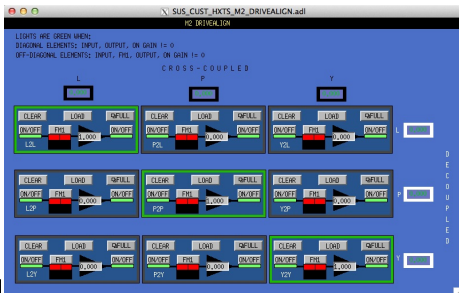 SUS_CUST_HXTS_M2_DRIVEALIGN.adl
M2 DRIVEALIGN
LIGHTS ARE GREEN WHEN:
DIAGONAL ELEMENTS: INPUT, OUTPUT, ON GAIN != 0
OFF-DIAGONAL ELEMENTS: INPUT, FM1, OUTPUT, ON GAIN != 0
CROSS-COUPLED
L P Y
CLEAR LOAD FULL CLEAR LOAD FULL CLEAR LOAD FULL
ON/OFF FM1 1.000 ON/OFF ON/OFF FM1 0.000 ON/OFF ON/OFF FM1 0.000 ON/OFF L
L2L P2L Y2L
CLEAR LOAD FULL CLEAR LOAD FULL CLEAR LOAD FULL
ON/OFF FM1 0.000 ON/OFF ON/OFF FM1 1.000 ON/OFF ON/OFF FM1 0.000 ON/OFF P
L2P P2P Y2P
CLEAR LOAD FULL CLEAR LOAD FULL CLEAR LOAD FULL
ON/OFF FM1 0.000 ON/OFF ON/OFF FM1 0.000 ON/OFF ON/OFF FM1 1.000 ON/OFF Y
L2Y P2Y Y2Y
DECOUPLED